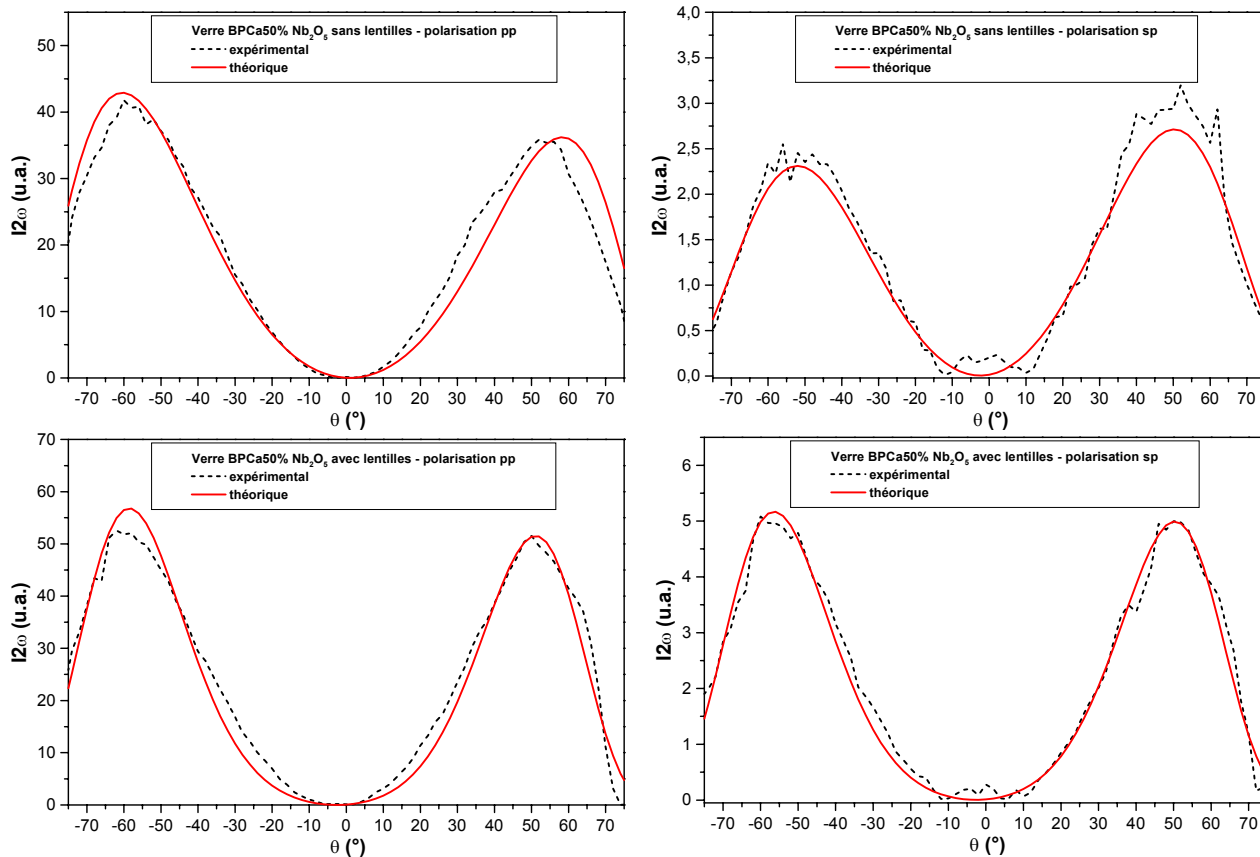 Verre BPCa50% Nb₂O₅ sans lentilles - polarisation pp
expérimental
théorique
I2ω (u.a.)
50
40
30
20
10
0
-70 -60 -50 -40 -30 -20 -10 0 10 20 30 40 50 60 70
θ (°)
Verre BPCa50% Nb₂O₅ sans lentilles - polarisation sp
expérimental
théorique
I2ω (u.a.)
4,0
3,5
3,0
2,5
2,0
1,5
1,0
0,5
0,0
-70 -60 -50 -40 -30 -20 -10 0 10 20 30 40 50 60 70
θ (°)
Verre BPCa50% Nb₂O₅ avec lentilles - polarisation pp
expérimental
théorique
I2ω (u.a.)
70
60
50
40
30
20
10
0
-70 -60 -50 -40 -30 -20 -10 0 10 20 30 40 50 60 70
θ (°)
Verre BPCa50% Nb₂O₅ avec lentilles - polarisation sp
expérimental
théorique
I2ω (u.a.)
6
5
4
3
2
1
0
-70 -60 -50 -40 -30 -20 -10 0 10 20 30 40 50 60 70
θ (°)